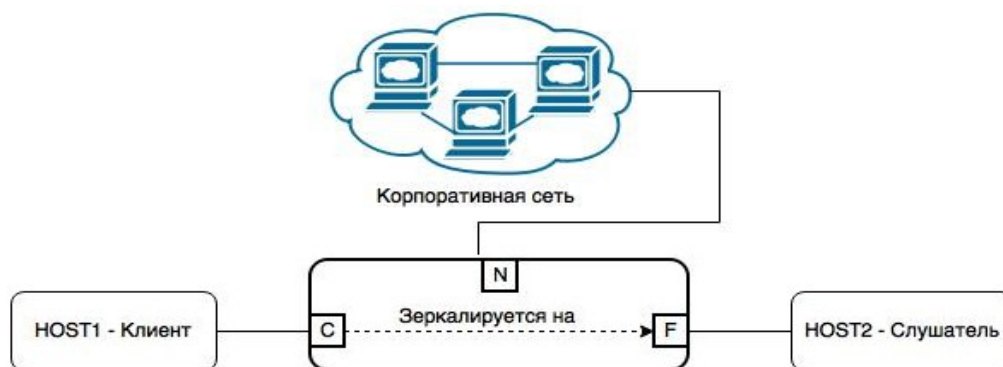 Корпоративная сеть
N
HOST1 - Клиент
C
Зеркалируется на
F
HOST2 - Слушатель